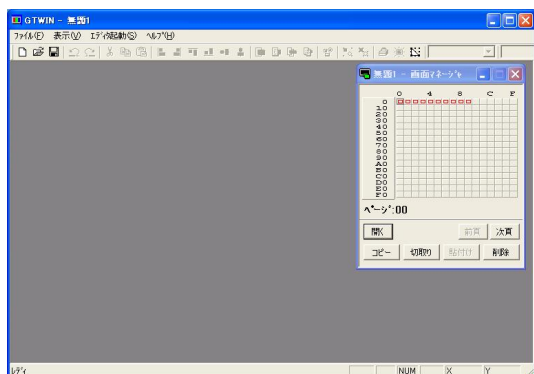 GTWIN - 無題1
ﾌｧｲﾙ(F) 表示(V) ｴﾃﾞｨﾀ起動(S) ﾍﾙﾌﾟ(H)
無題1 - 画面ﾏﾈｰｼﾞｬ
0 4 8 C F
0
10
20
30
40
50
60
70
80
90
A0
B0
C0
D0
E0
F0
ﾍﾟｰｼﾞ:00
開く 前頁 次頁
コピー 切取り 貼付け 削除
ﾚﾃﾞｨ NUM X Y